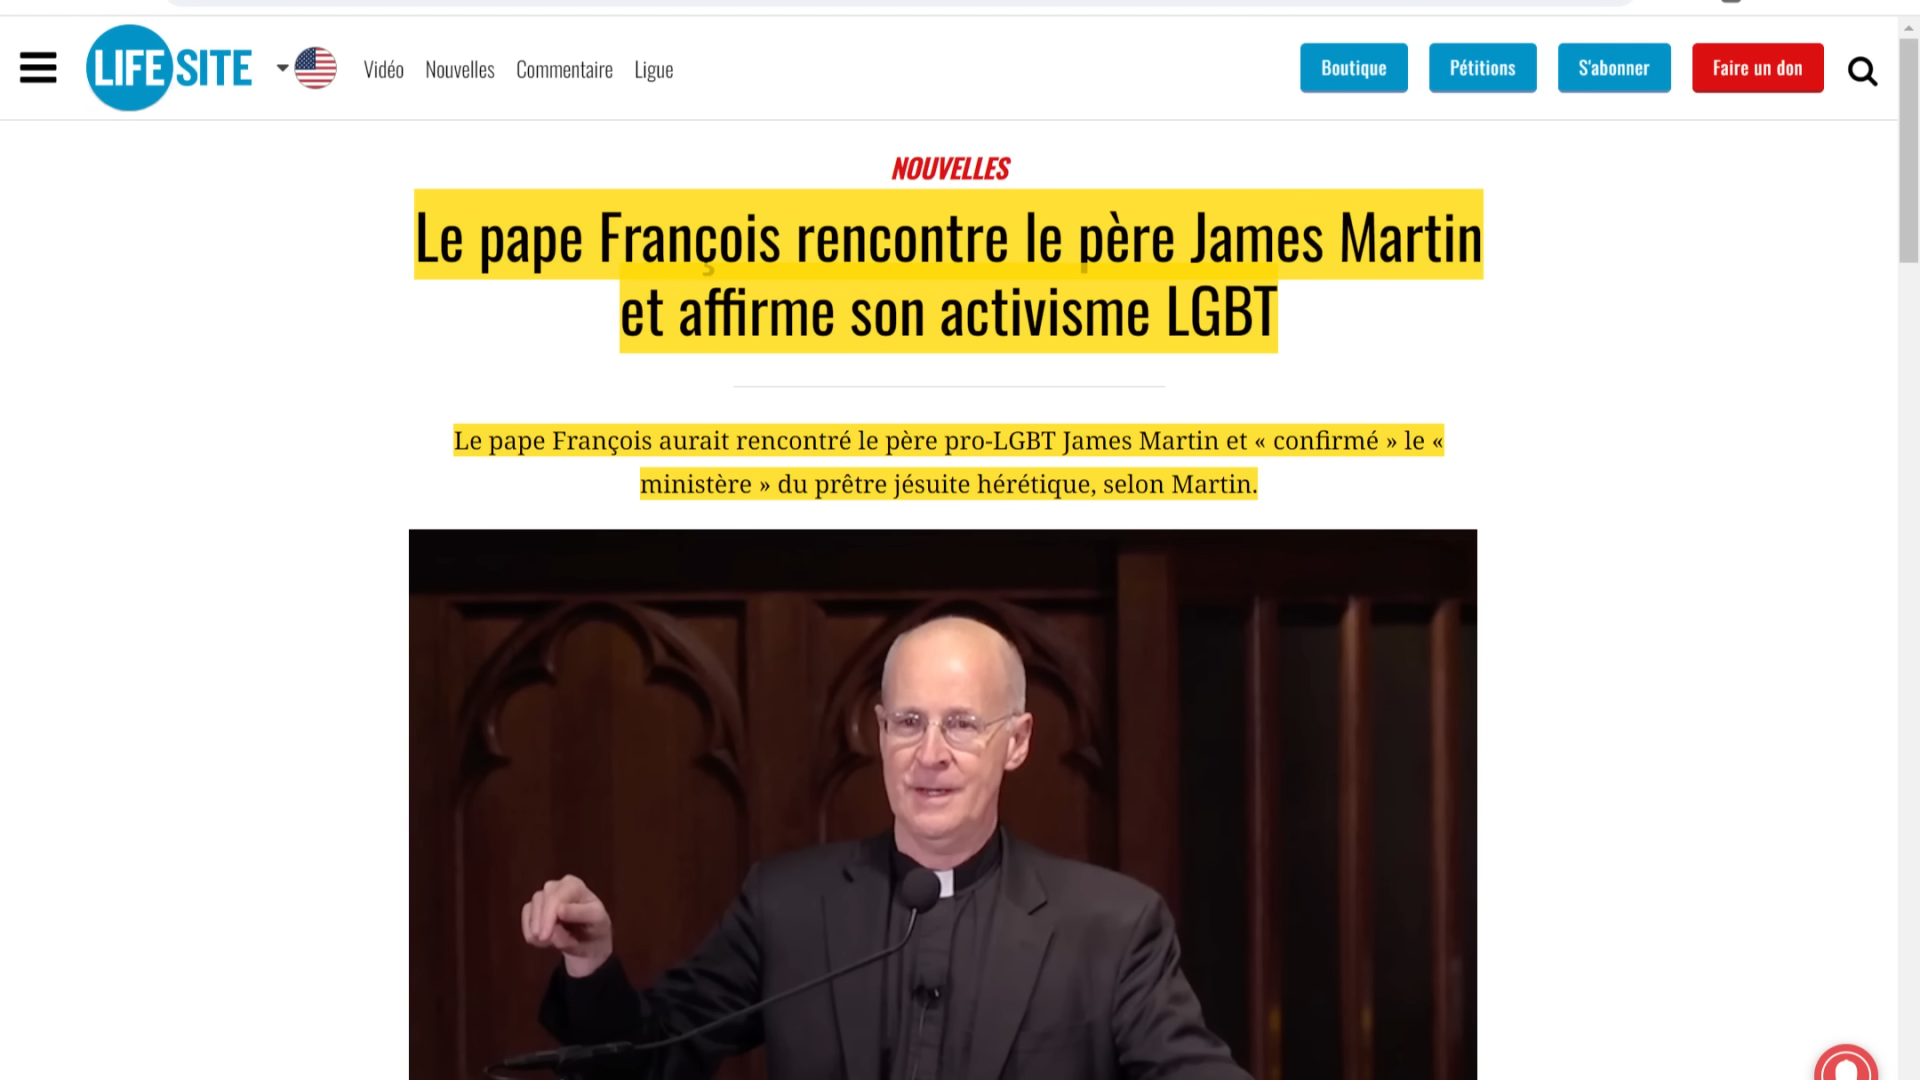 LIFESITE
Vidéo Nouvelles Commentaire Ligue
Boutique Pétitions S'abonner Faire un don
NOUVELLES
Le pape François rencontre le père James Martin
et affirme son activisme LGBT
Le pape François aurait rencontré le père pro-LGBT James Martin et « confirmé » le «
ministère » du prêtre jésuite hérétique, selon Martin.